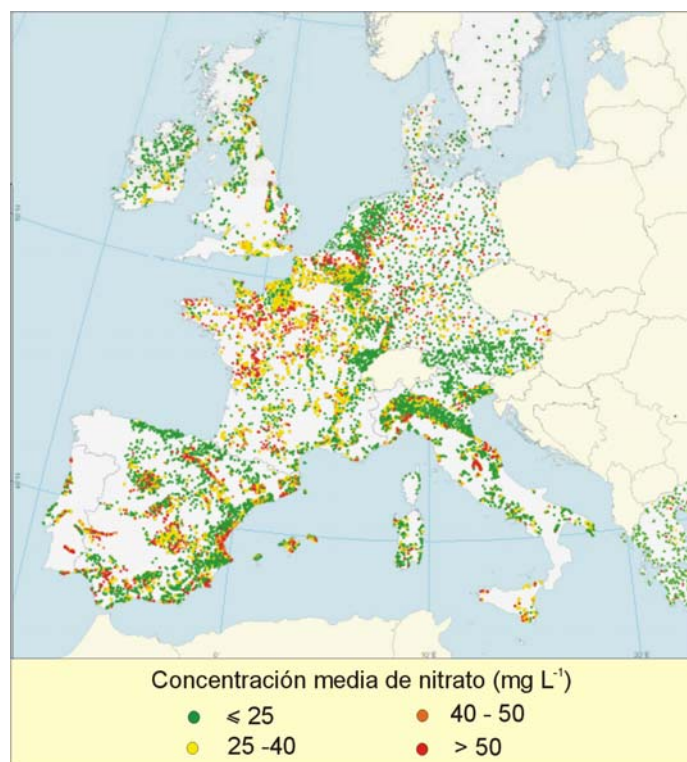 Concentración media de nitrato (mg L-1)
⩽ 25
40 - 50
25 -40
> 50